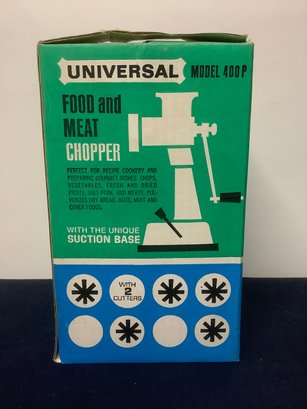 UNIVERSAL MODEL 400P
FOOD and
MEAT
CHOPPER
PERFECT FOR RECIPE COOKERY AND
PREPARING GOURMET DISHES, CHOPS,
VEGETABLES, FRESH AND DRIED
FRUITS, SALT PORK, AND MEATS. PUL-
VERIZES DRY BREAD, NUTS, MINT AND
OTHER FOODS.
WITH THE UNIQUE
SUCTION BASE
WITH
2
CUTTERS